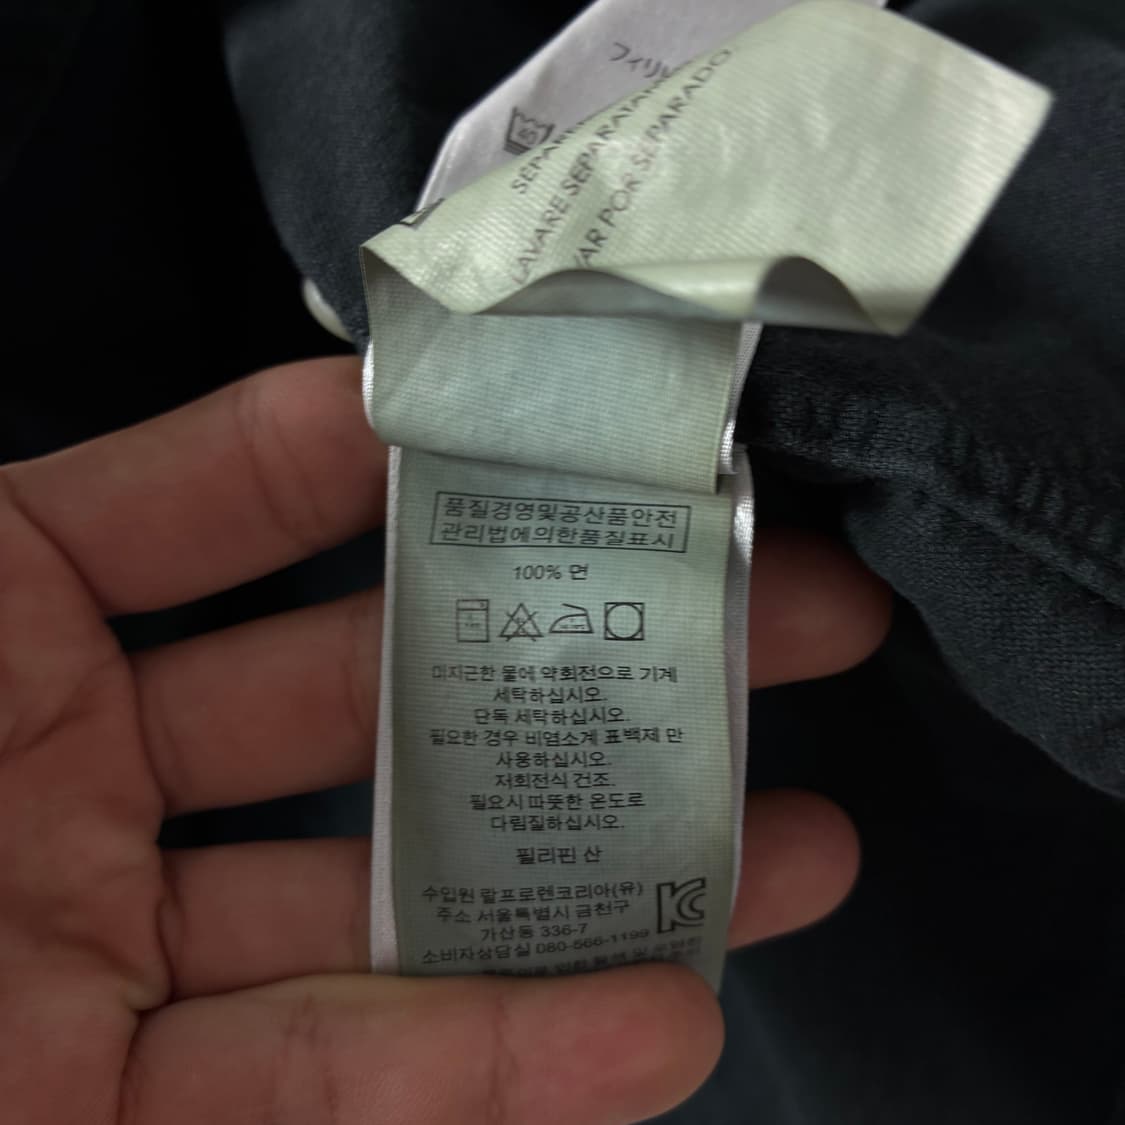 フィリ
SEPARA
LAVARE SEPARATAM
AR POR SEPARADO
품질경영및공산품안전
관리법에의한품질표시
100% 면
미지근한 물에 약회전으로 기계
세탁하십시오.
단독 세탁하십시오.
필요한 경우 비염소계 표백제 만
사용하십시오.
저회전식 건조.
필요시 따뜻한 온도로
다림질하십시오.
필리핀 산
수입원 랄프로렌코리아(유)
주소 서울특별시 금천구
가산동 336-7
소비자상담실 080-566-1199